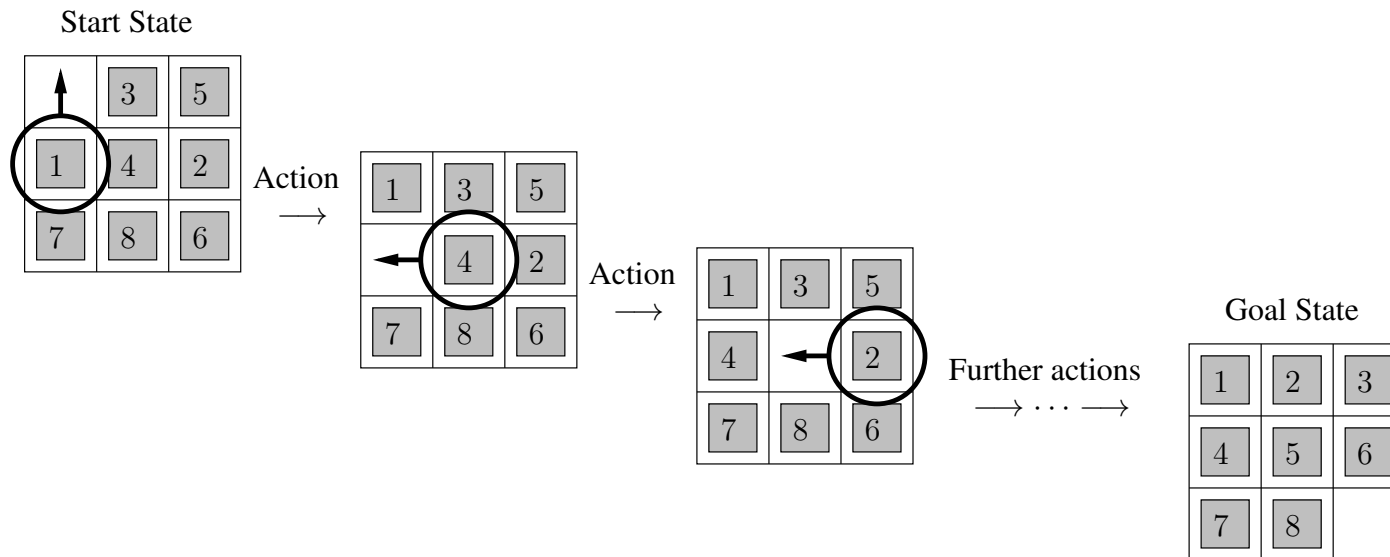 Start State
3 5
1 4 2
7 8 6
Action
⟶
1 3 5
4 2
7 8 6
Action
⟶
1 3 5
4 2
7 8 6
Further actions
⟶ ··· ⟶
Goal State
1 2 3
4 5 6
7 8